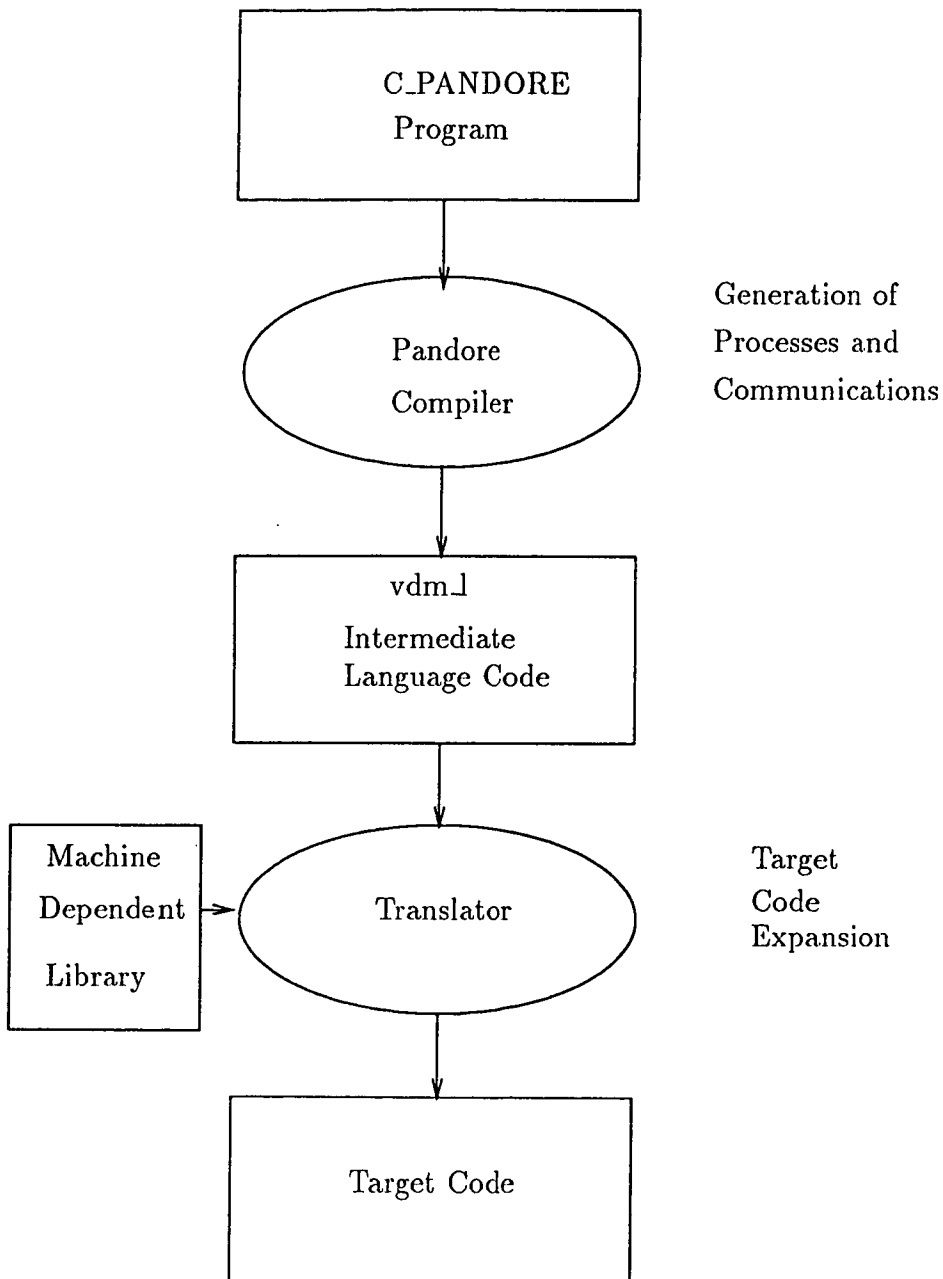 C_PANDORE
Program
Pandore
Compiler
Generation of
Processes and
Communications
vdm_l
Intermediate
Language Code
Machine
Dependent
Library
Translator
Target
Code
Expansion
Target Code